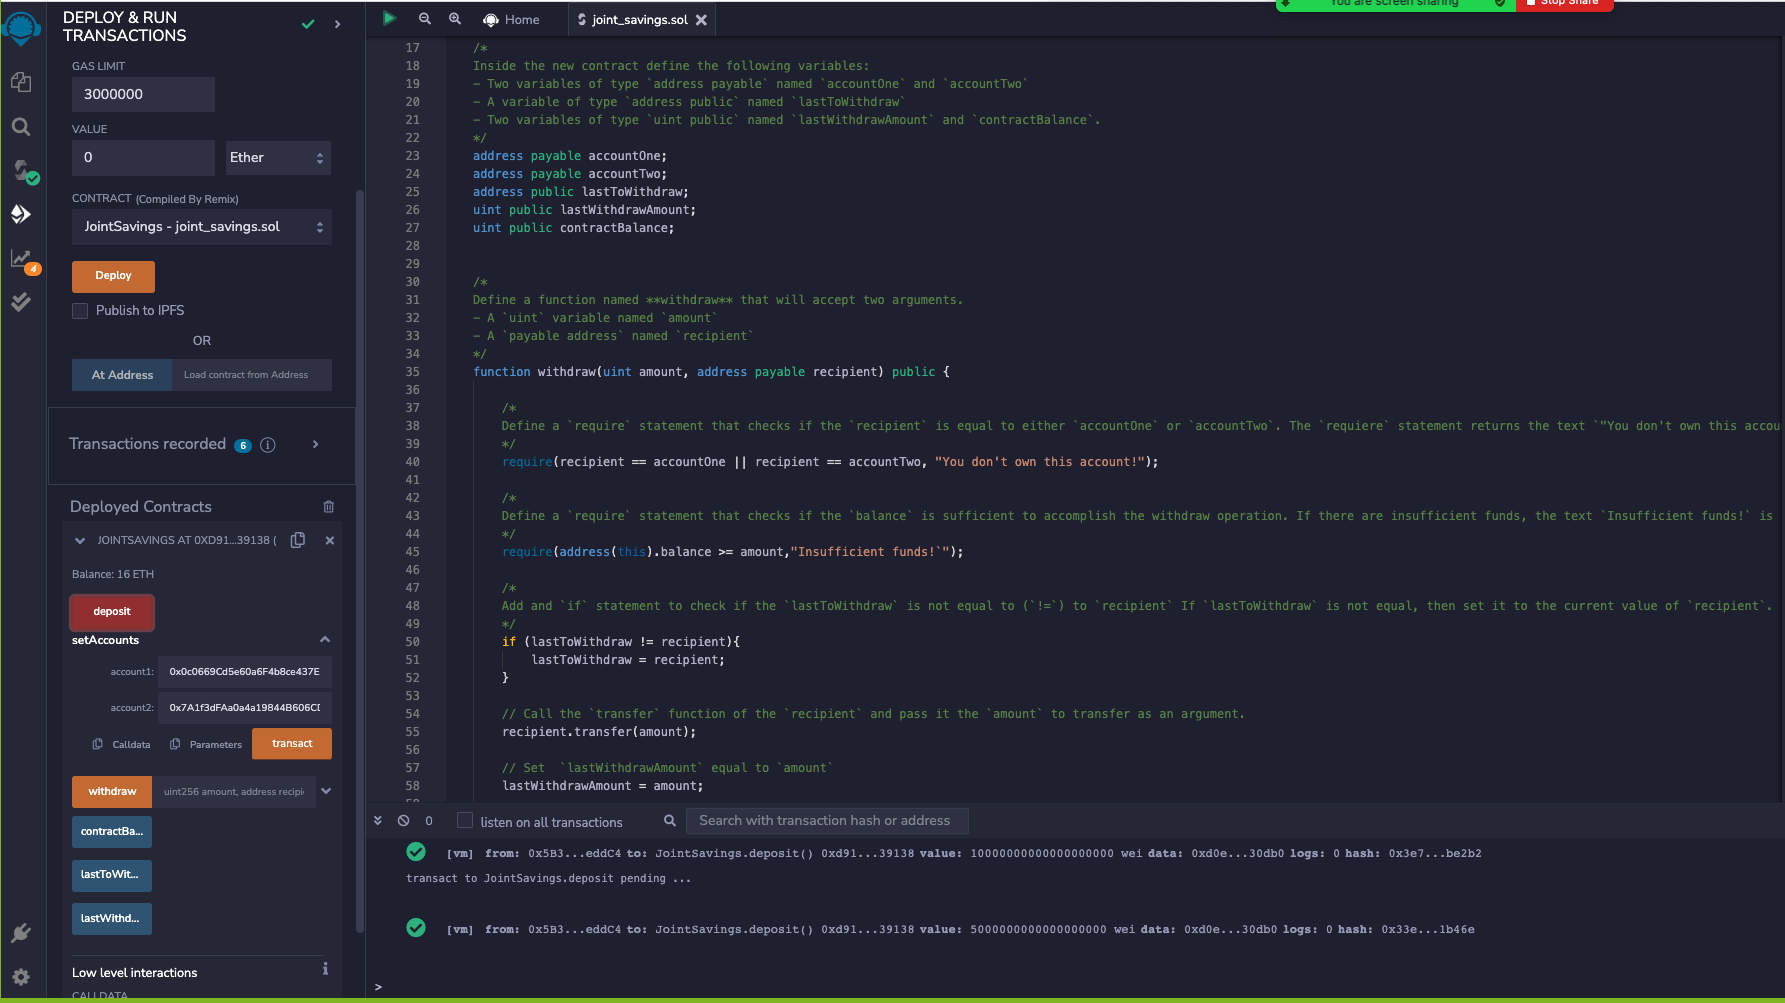 DEPLOY & RUN
TRANSACTIONS
GAS LIMIT
3000000
VALUE
0
Ether
CONTRACT (Compiled By Remix)
JointSavings - joint_savings.sol
Deploy
Publish to IPFS
OR
At Address
Load contract from Address
Transactions recorded 6 i
Deployed Contracts
JOINTSAVINGS AT 0XD91...39138 (
Balance: 16 ETH
deposit
setAccounts
account1: 0x0c0669Cd5e60a6F4b8ce437E
account2: 0x7A1f3dFAa0a4a19844B606CD
Calldata Parameters transact
withdraw uint256 amount, address recipi
contractBa...
lastToWit...
lastWithd...
Low level interactions i
CALLDATA
4
Home
joint_savings.sol
You are screen sharing
Stop Share
17 /*
18 Inside the new contract define the following variables:
19 - Two variables of type `address payable` named `accountOne` and `accountTwo`
20 - A variable of type `address public` named `lastToWithdraw`
21 - Two variables of type `uint public` named `lastWithdrawAmount` and `contractBalance`.
22 */
23 address payable accountOne;
24 address payable accountTwo;
25 address public lastToWithdraw;
26 uint public lastWithdrawAmount;
27 uint public contractBalance;
28
29
30 /*
31 Define a function named **withdraw** that will accept two arguments.
32 - A `uint` variable named `amount`
33 - A `payable address` named `recipient`
34 */
35 function withdraw(uint amount, address payable recipient) public {
36
37 /*
38 Define a `require` statement that checks if the `recipient` is equal to either `accountOne` or `accountTwo`. The `requiere` statement returns the text `"You don't own this accou
39 */
40 require(recipient == accountOne || recipient == accountTwo, "You don't own this account!");
41
42 /*
43 Define a `require` statement that checks if the `balance` is sufficient to accomplish the withdraw operation. If there are insufficient funds, the text `Insufficient funds!` is
44 */
45 require(address(this).balance >= amount,"Insufficient funds!`");
46
47 /*
48 Add and `if` statement to check if the `lastToWithdraw` is not equal to (`!=`) to `recipient` If `lastToWithdraw` is not equal, then set it to the current value of `recipient`.
49 */
50 if (lastToWithdraw != recipient){
51 lastToWithdraw = recipient;
52 }
53
54 // Call the `transfer` function of the `recipient` and pass it the `amount` to transfer as an argument.
55 recipient.transfer(amount);
56
57 // Set  `lastWithdrawAmount` equal to `amount`
58 lastWithdrawAmount = amount;
0 listen on all transactions Search with transaction hash or address
[vm] from: 0x5B3...eddC4 to: JointSavings.deposit() 0xd91...39138 value: 10000000000000000000 wei data: 0xd0e...30db0 logs: 0 hash: 0x3e7...be2b2
transact to JointSavings.deposit pending ...
[vm] from: 0x5B3...eddC4 to: JointSavings.deposit() 0xd91...39138 value: 5000000000000000000 wei data: 0xd0e...30db0 logs: 0 hash: 0x33e...1b46e
>